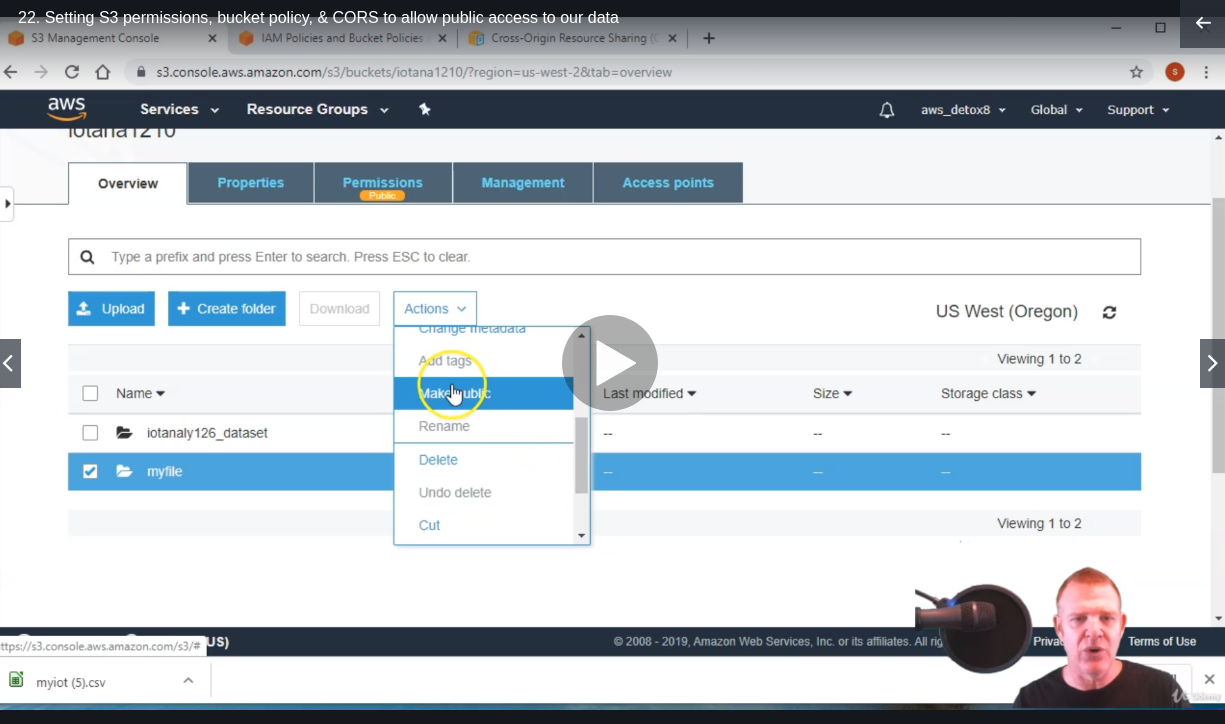 22. Setting S3 permissions, bucket policy, & CORS to allow public access to our data
S3 Management Console
IAM Policies and Bucket Policies
Cross-Origin Resource Sharing (C
s3.console.aws.amazon.com/s3/buckets/iotana1210/?region=us-west-2&tab=overview
S
aws
Services
Resource Groups
aws_detox8
Global
Support
iotana1210
Overview
Properties
Permissions
Public
Management
Access points
Type a prefix and press Enter to search. Press ESC to clear.
Upload
Create folder
Download
Actions
US West (Oregon)
Change metadata
Viewing 1 to 2
Add tags
Name
Make public
Last modified
Size
Storage class
Rename
iotanaly126_dataset
--
--
--
Delete
myfile
--
--
--
Undo delete
Cut
Viewing 1 to 2
US)
© 2008 - 2019, Amazon Web Services, Inc. or its affiliates. All rig
Privac
Terms of Use
ttps://s3.console.aws.amazon.com/s3/#
myiot (5).csv
Udemy